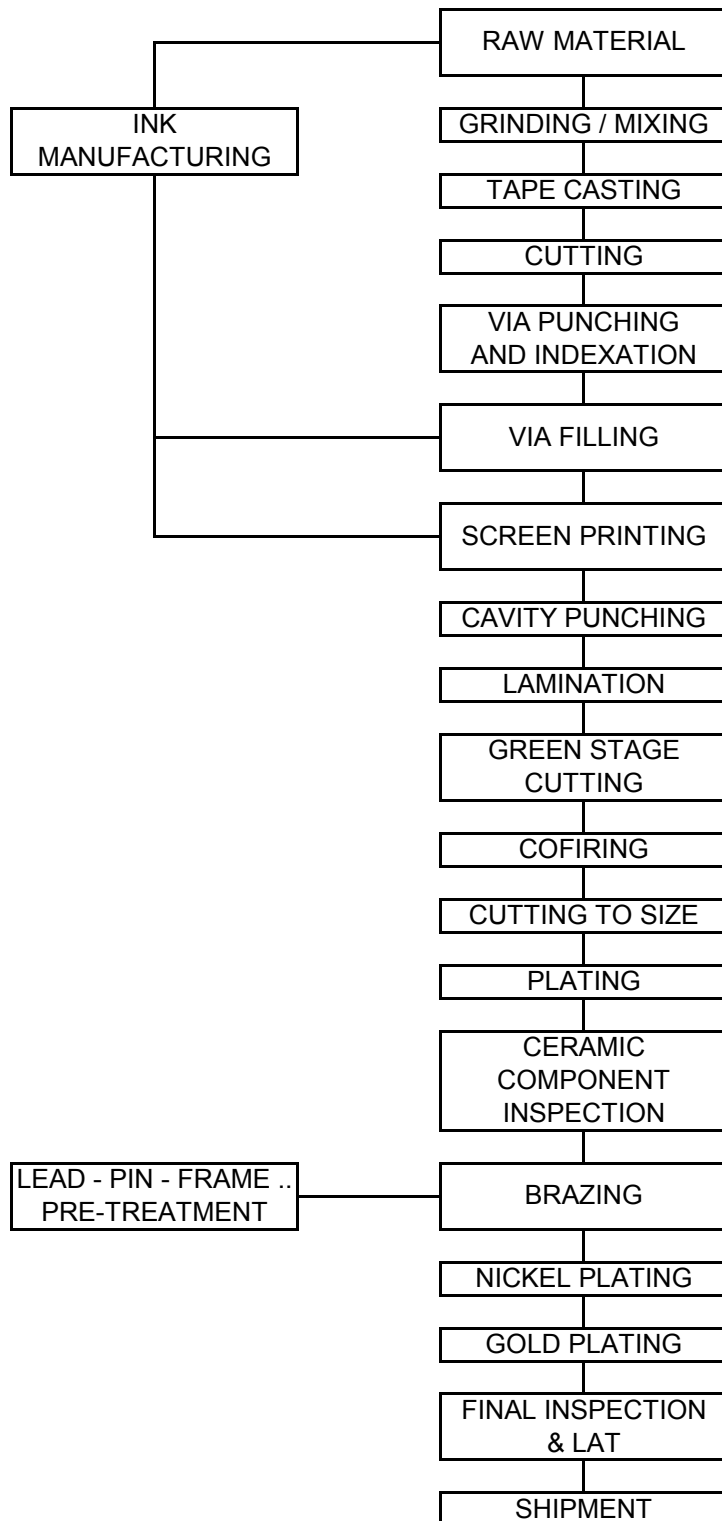 RAW MATERIAL
INK
MANUFACTURING
GRINDING / MIXING
TAPE CASTING
CUTTING
VIA PUNCHING
AND INDEXATION
VIA FILLING
SCREEN PRINTING
CAVITY PUNCHING
LAMINATION
GREEN STAGE
CUTTING
COFIRING
CUTTING TO SIZE
PLATING
CERAMIC
COMPONENT
INSPECTION
LEAD - PIN - FRAME ..
PRE-TREATMENT
BRAZING
NICKEL PLATING
GOLD PLATING
FINAL INSPECTION
& LAT
SHIPMENT